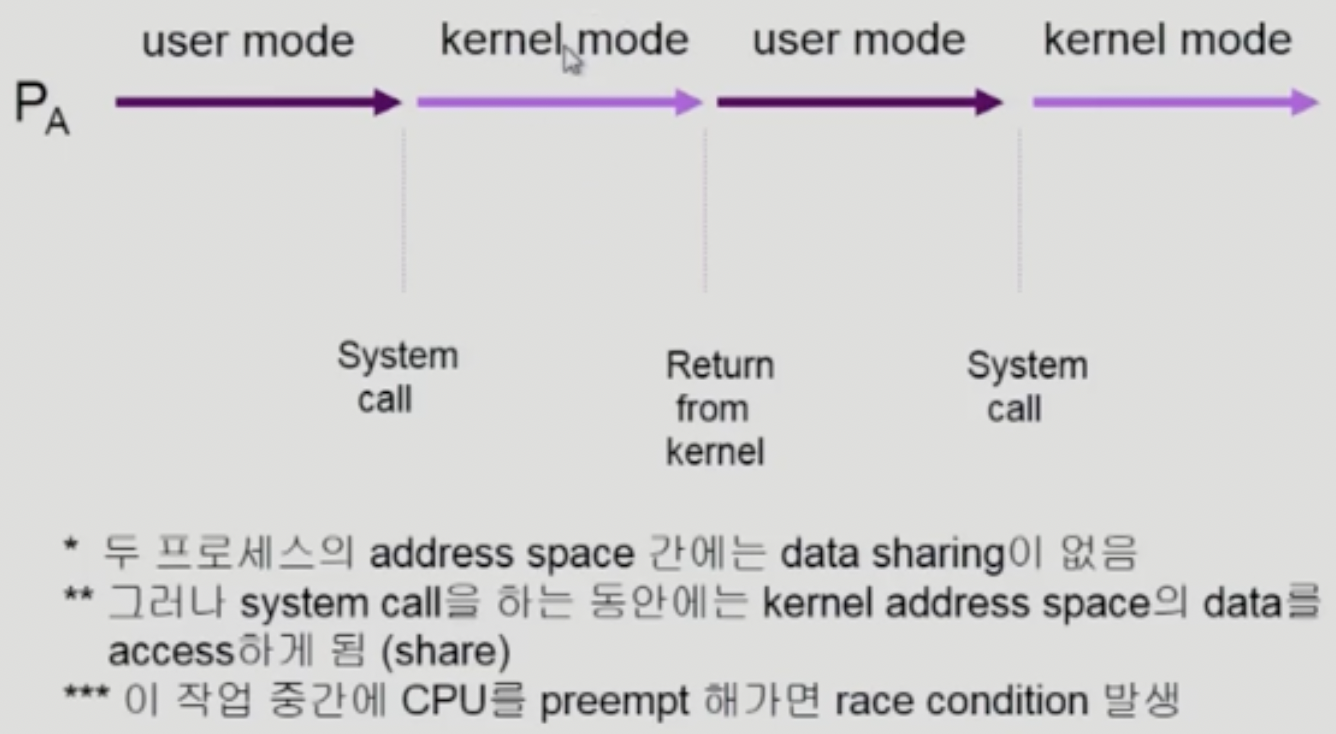 user mode kernel mode user mode kernel mode
PA
System call
Return from kernel
System call
* 두 프로세스의 address space 간에는 data sharing이 없음
** 그러나 system call을 하는 동안에는 kernel address space의 data를
access하게 됨 (share)
*** 이 작업 중간에 CPU를 preempt 해가면 race condition 발생